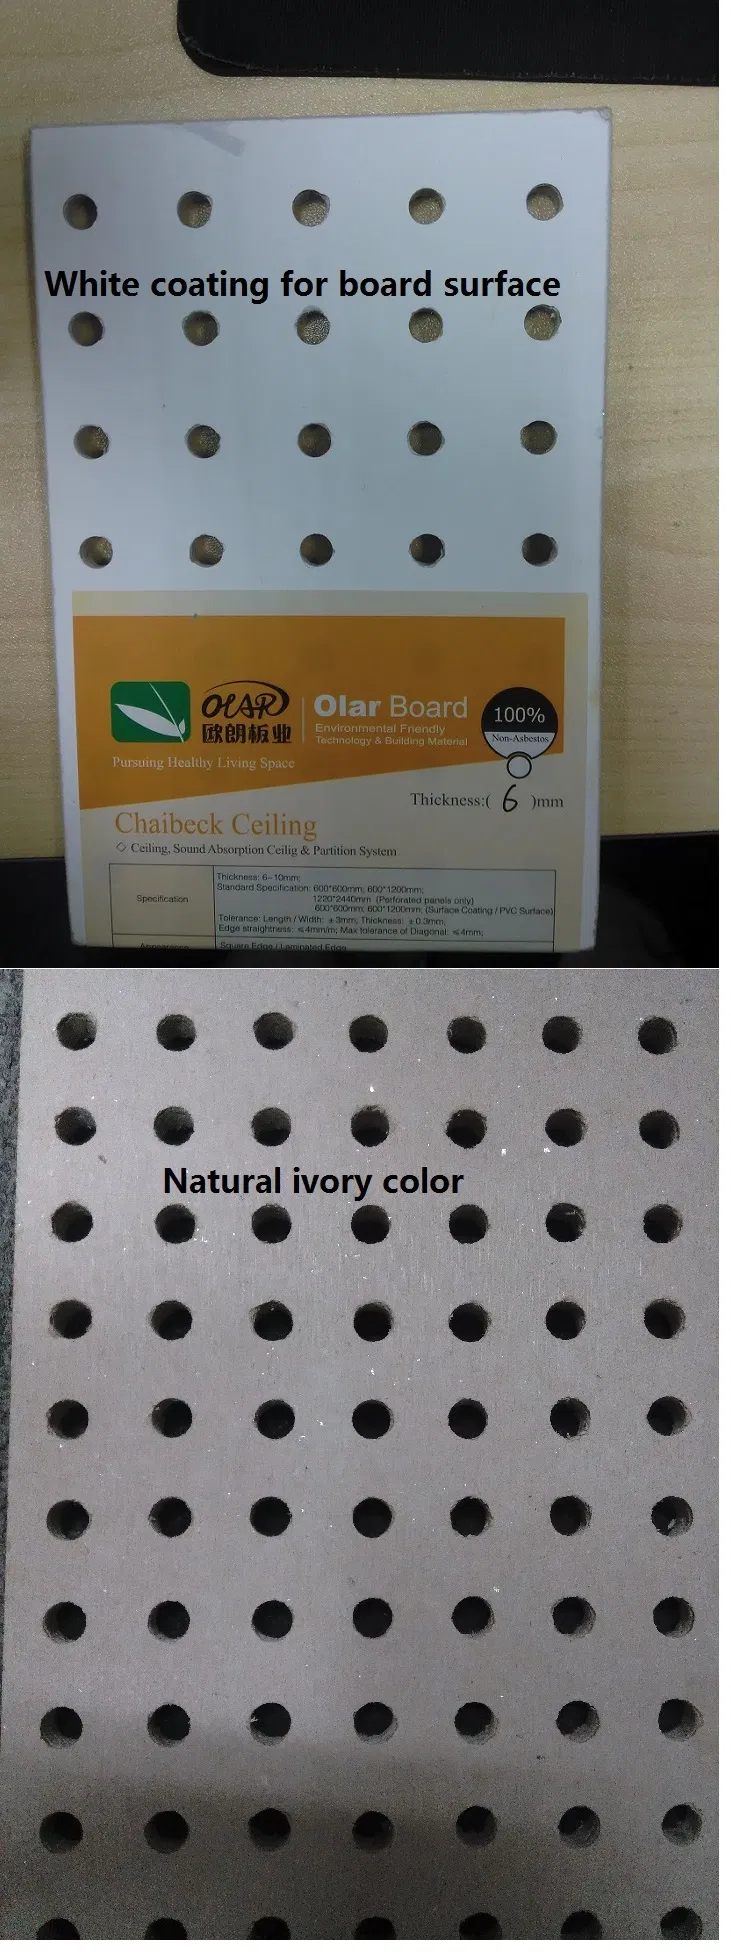 White coating for board surface
OLAR
欧朗板业
Olar Board
Environmental Friendly
Technology & Building Material
100%
Non-Asbestos
Pursuing Healthy Living Space
Thickness:( 6 )mm
Chaibeck Ceiling
◇ Ceiling, Sound Absorption Ceilig & Partition System
Specification
Thickness: 6~10mm;
Standard Specification: 600*600mm; 600*1200mm;
1220*2440mm (Perforated panels only)
600*600mm; 600*1200mm; (Surface Coating / PVC Surface)
Tolerance: Length / Width: ±3mm; Thickness: ±0.3mm;
Edge straightness: ≤4mm/m; Max tolerance of Diagonal: ≤4mm;
Appearance
Square Edge / Laminated Edge
Natural ivory color